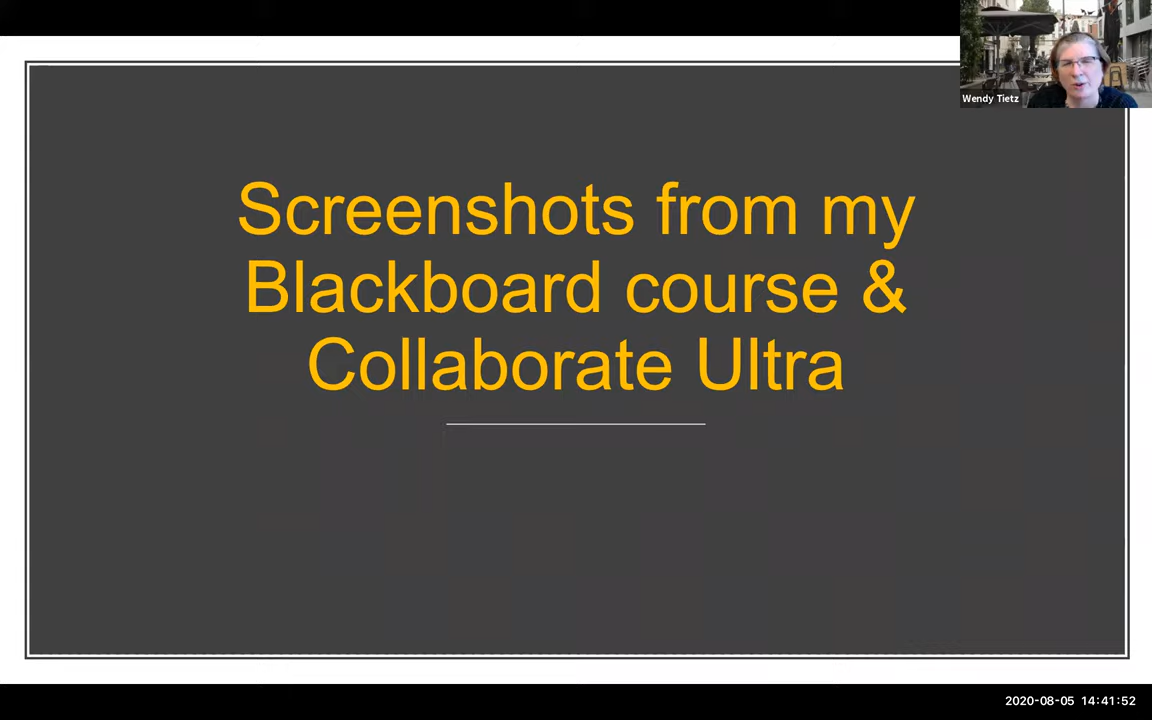 Wendy Tietz
Screenshots from my
Blackboard course &
Collaborate Ultra
2020-08-05 14:41:52